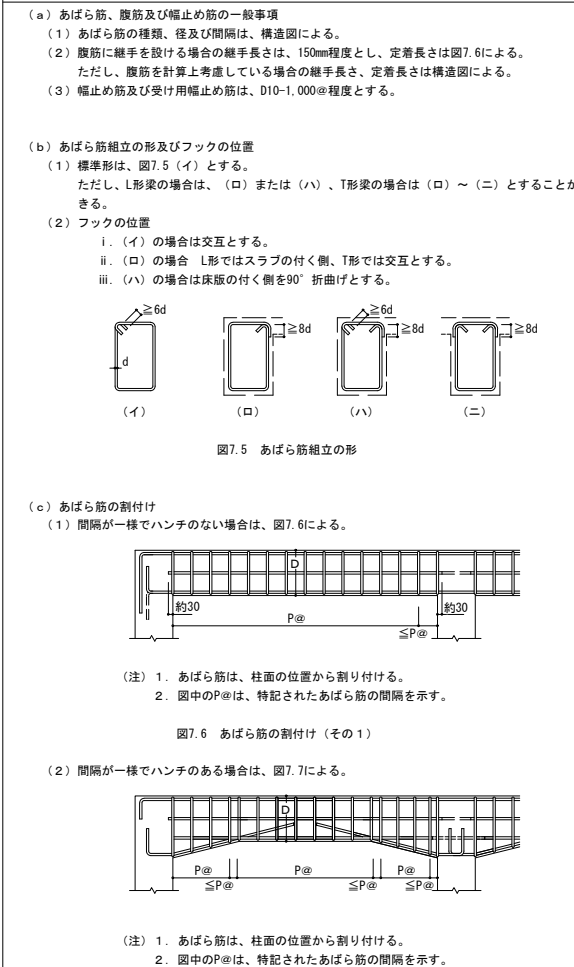 （ａ）あばら筋、腹筋及び幅止め筋の一般事項
（１）あばら筋の種類、径及び間隔は、構造図による。
（２）腹筋に継手を設ける場合の継手長さは、150mm程度とし、定着長さは図7.6による。
ただし、腹筋を計算上考慮している場合の継手長さ、定着長さは構造図による。
（３）幅止め筋及び受け用幅止め筋は、D10-1,000@程度とする。
（ｂ）あばら筋組立の形及びフックの位置
（１）標準形は、図7.5（イ）とする。
ただし、L形梁の場合は、（ロ）または（ハ）、T形梁の場合は（ロ）～（ニ）とすることが
きる。
（２）フックの位置
ⅰ．（イ）の場合は交互とする。
ⅱ．（ロ）の場合　L形ではスラブの付く側、T形では交互とする。
ⅲ．（ハ）の場合は床版の付く側を90°折曲げとする。
≧6d ≧6d
≧8d ≧8d ≧8d
d
（イ） （ロ） （ハ） （ニ）
図7.5　あばら筋組立の形
（ｃ）あばら筋の割付け
（１）間隔が一様でハンチのない場合は、図7.6による。
D
約30 P@ 約30
≦P@
（注）１．あばら筋は、柱面の位置から割り付ける。
２．図中のP@は、特記されたあばら筋の間隔を示す。
図7.6　あばら筋の割付け（その１）
（２）間隔が一様でハンチのある場合は、図7.7による。
D
P@ P@ P@
≦P@ ≦P@ ≦P@
（注）１．あばら筋は、柱面の位置から割り付ける。
２．図中のP@は、特記されたあばら筋の間隔を示す。